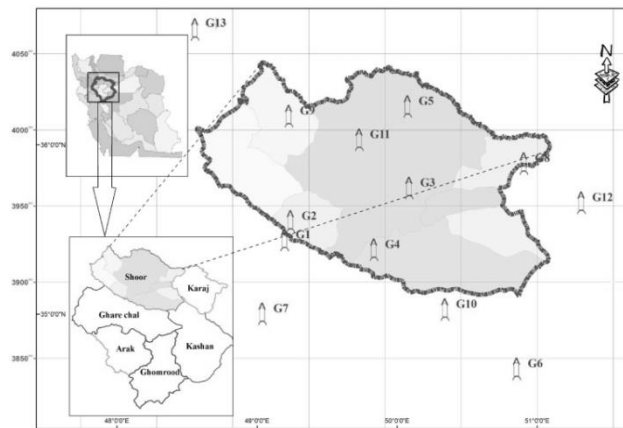 G13
N
4050
G5
G9
4000
G11
36°0'0"N
G8
G3
G12
3950
G2
G1
G4
Shoor
Karaj
3900
G10
G7
35°0'0"N
Ghare chal
Kashan
Arak
3850
G6
Ghomrood
48°0'0"E
49°0'0"E
50°0'0"E
51°0'0"E